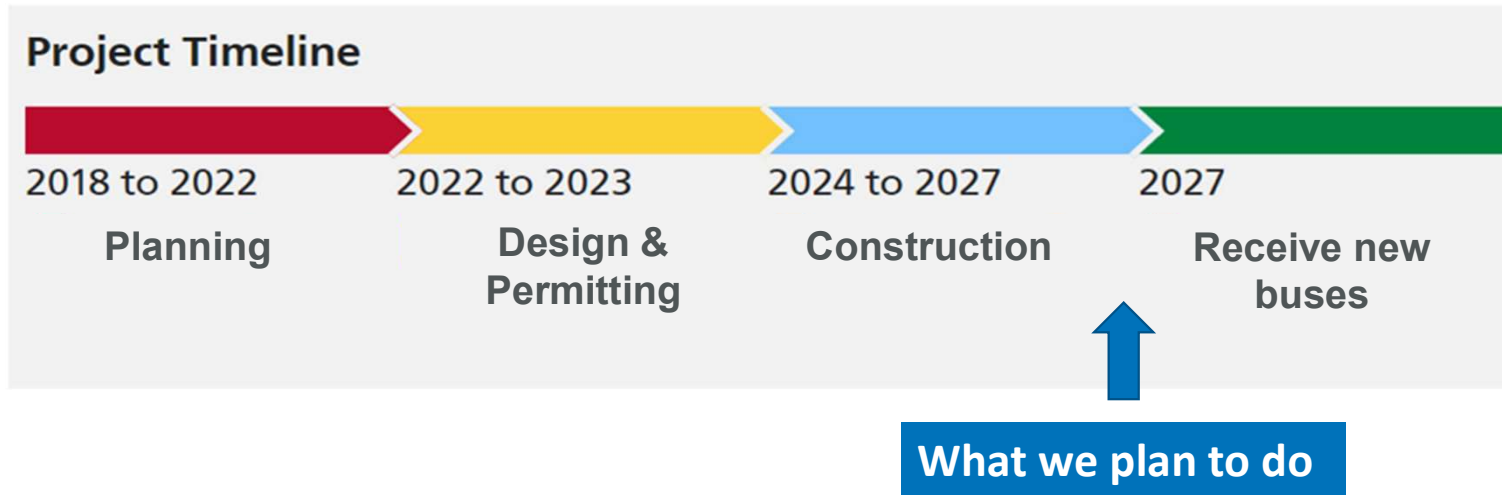 Project Timeline
2018 to 2022
2022 to 2023
2024 to 2027
2027
Planning
Design &
Permitting
Construction
Receive new
buses
What we plan to do